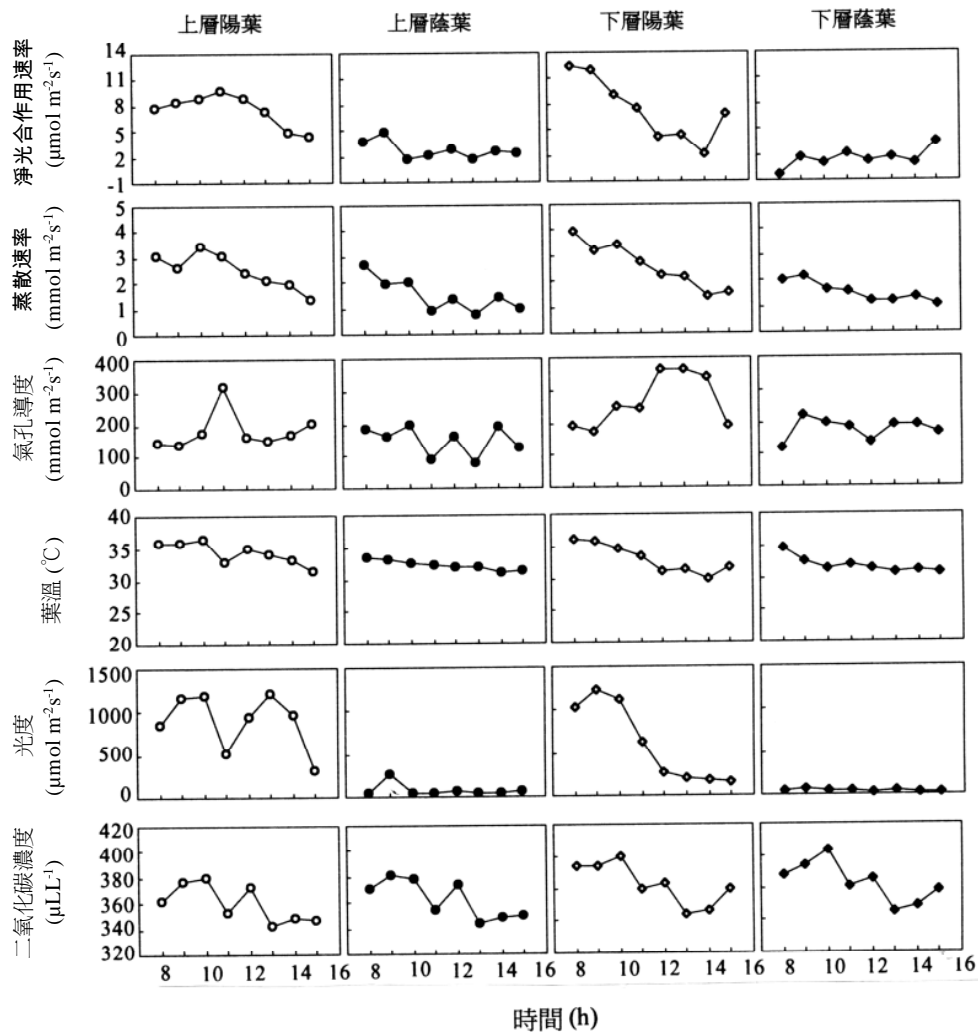 上層陽葉 上層蔭葉 下層陽葉 下層蔭葉
淨光合作用速率
(μmol m-2s-1)
14
11
8
5
2
-1
蒸散速率
(mmol m-2s-1)
5
4
3
2
1
0
氣孔導度
(mmol m-2s-1)
400
300
200
100
0
葉溫 (℃)
40
35
30
25
20
光度
(μmol m-2s-1)
1500
1000
500
0
二氧化碳濃度
(μLL-1)
420
400
380
360
340
320
8 10 12 14 16 8 10 12 14 16 8 10 12 14 16 8 10 12 14 16
時間 (h)